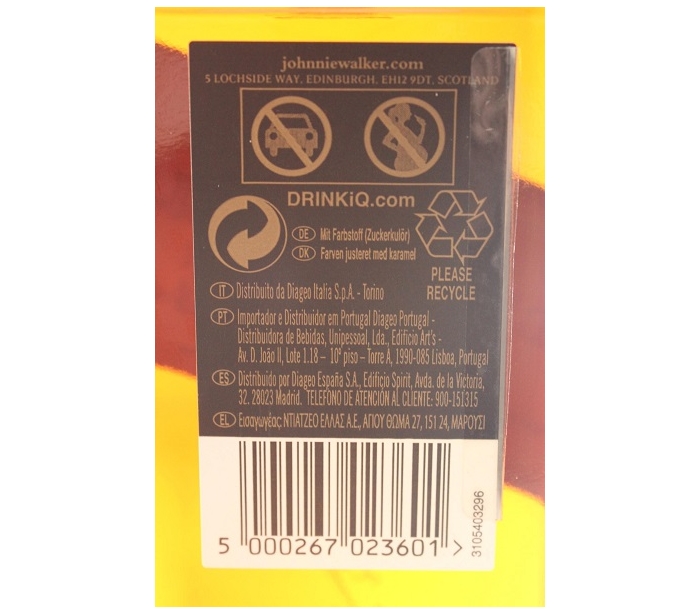 johnniewalker.com
5 LOCHSIDE WAY, EDINBURGH, EH12 9DT, SCOTLAND
DRINKiQ.com
DE Mit Farbstoff (Zuckerkulör)
DK Farven justeret med karamel
PLEASE
RECYCLE
IT Distribuito da Diageo Italia S.p.A. - Torino
PT Importador e Distribuidor em Portugal Diageo Portugal -
Distribuidora de Bebidas, Unipessoal, Lda., Edifício Art's -
Av. D. João II, Lote 1.18 – 10º piso – Torre A, 1990-085 Lisboa, Portugal
ES Distribuido por Diageo España S.A., Edificio Spirit, Avda. de la Victoria,
32. 28023 Madrid. TELEFONO DE ATENCIÓN AL CLIENTE: 900-151315
EL Εισαγωγέας ΝΤΙΑΤΖΕΟ ΕΛΛΑΣ Α.Ε., ΑΓΙΟΥ ΘΩΜΑ 27, 151 24, ΜΑΡΟΥΣΙ
5 000267 023601 >
3105403296